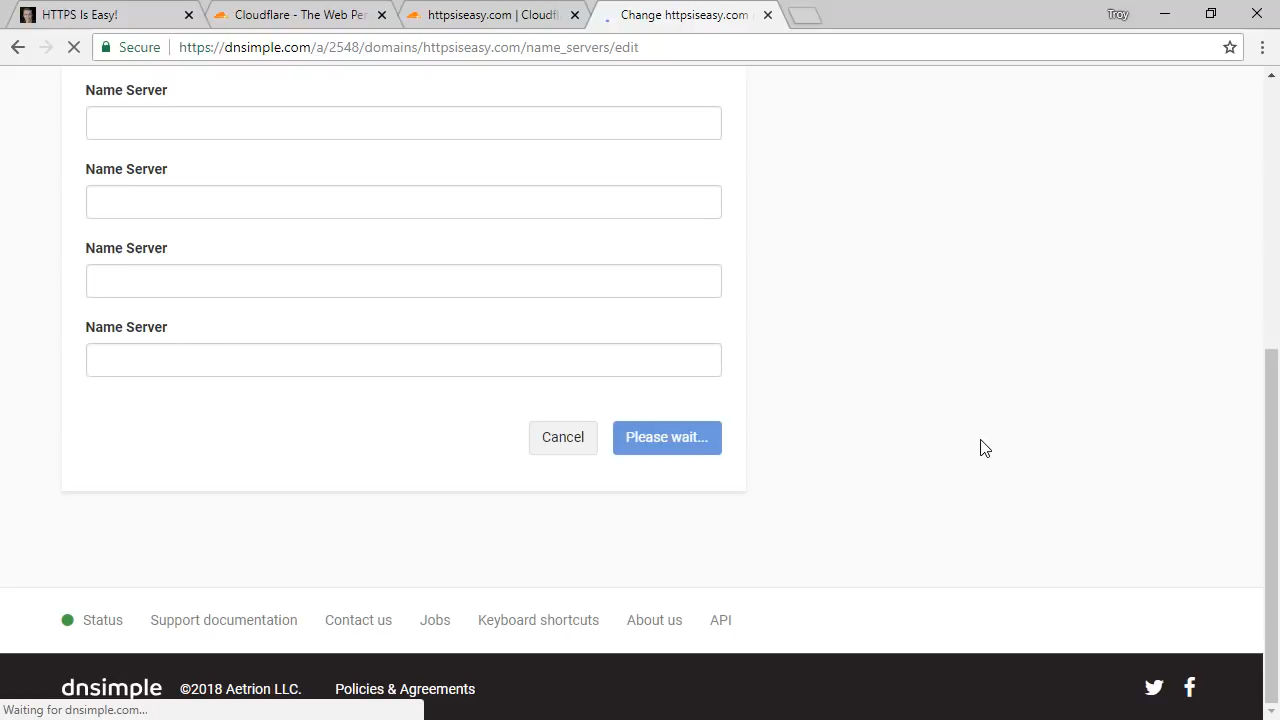 HTTPS Is Easy!
Cloudflare - The Web Per
httpsiseasy.com | Cloudfl
Change httpsiseasy.com
Troy
Secure
https://dnsimple.com/a/2548/domains/httpsiseasy.com/name_servers/edit
Name Server
Name Server
Name Server
Name Server
Cancel
Please wait...
Status
Support documentation
Contact us
Jobs
Keyboard shortcuts
About us
API
dnsimple
©2018 Aetrion LLC.
Policies & Agreements
Waiting for dnsimple.com...